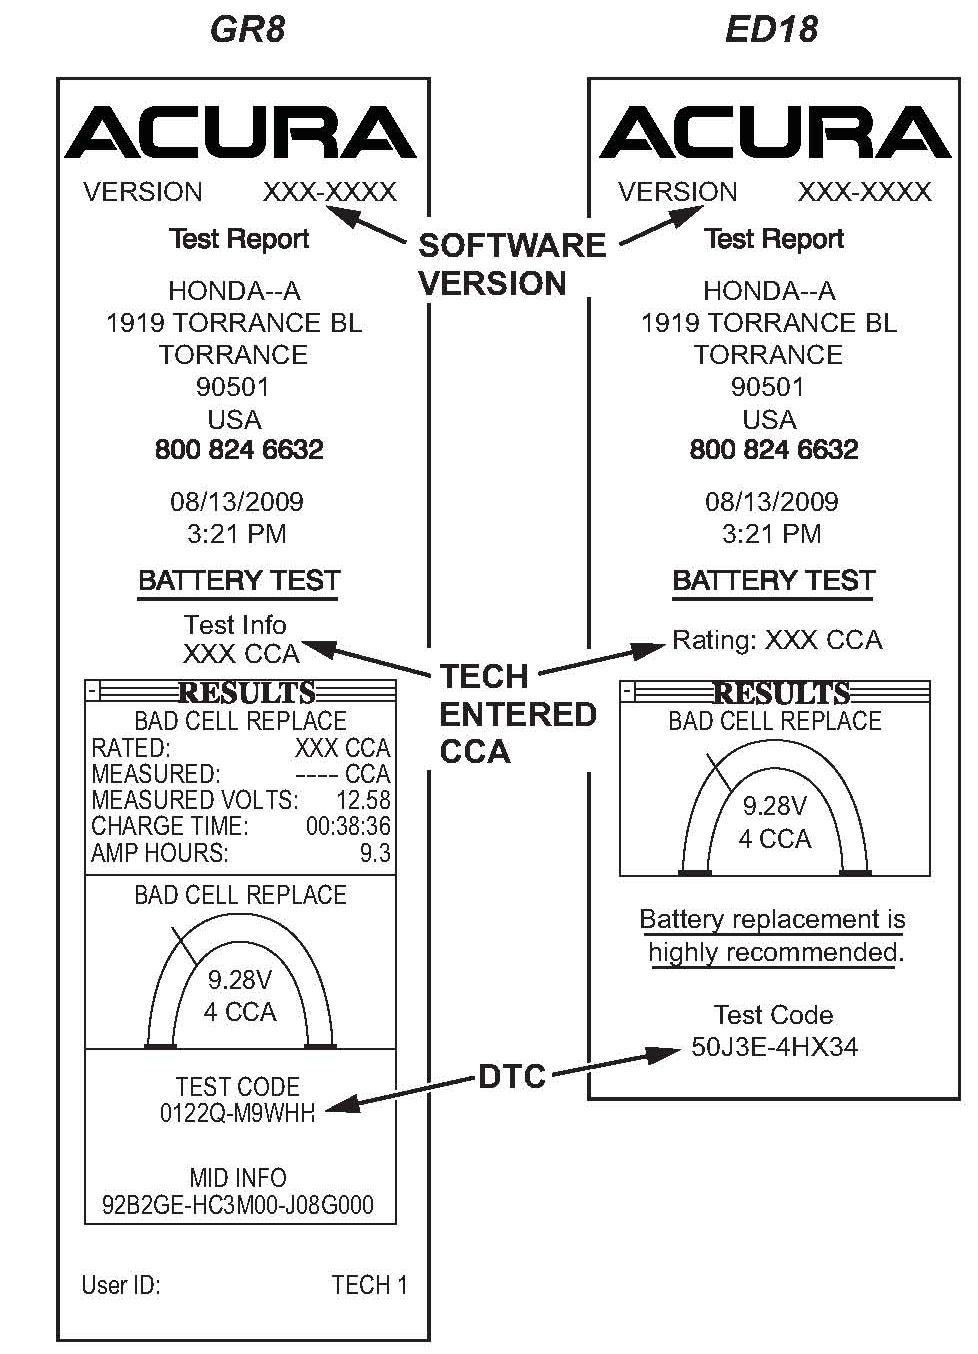 GR8
ACURA
VERSION XXX-XXXX
Test Report
HONDA--A
1919 TORRANCE BL
TORRANCE
90501
USA
800 824 6632
08/13/2009
3:21 PM
BATTERY TEST
Test Info
XXX CCA
RESULTS
BAD CELL REPLACE
RATED: XXX CCA
MEASURED: ---- CCA
MEASURED VOLTS: 12.58
CHARGE TIME: 00:38:36
AMP HOURS: 9.3
BAD CELL REPLACE
9.28V
4 CCA
TEST CODE
0122Q-M9WHH
MID INFO
92B2GE-HC3M00-J08G000
User ID: TECH 1
SOFTWARE
VERSION
TECH
ENTERED
CCA
DTC
ED18
ACURA
VERSION XXX-XXXX
Test Report
HONDA--A
1919 TORRANCE BL
TORRANCE
90501
USA
800 824 6632
08/13/2009
3:21 PM
BATTERY TEST
Rating: XXX CCA
RESULTS
BAD CELL REPLACE
9.28V
4 CCA
Battery replacement is
highly recommended.
Test Code
50J3E-4HX34